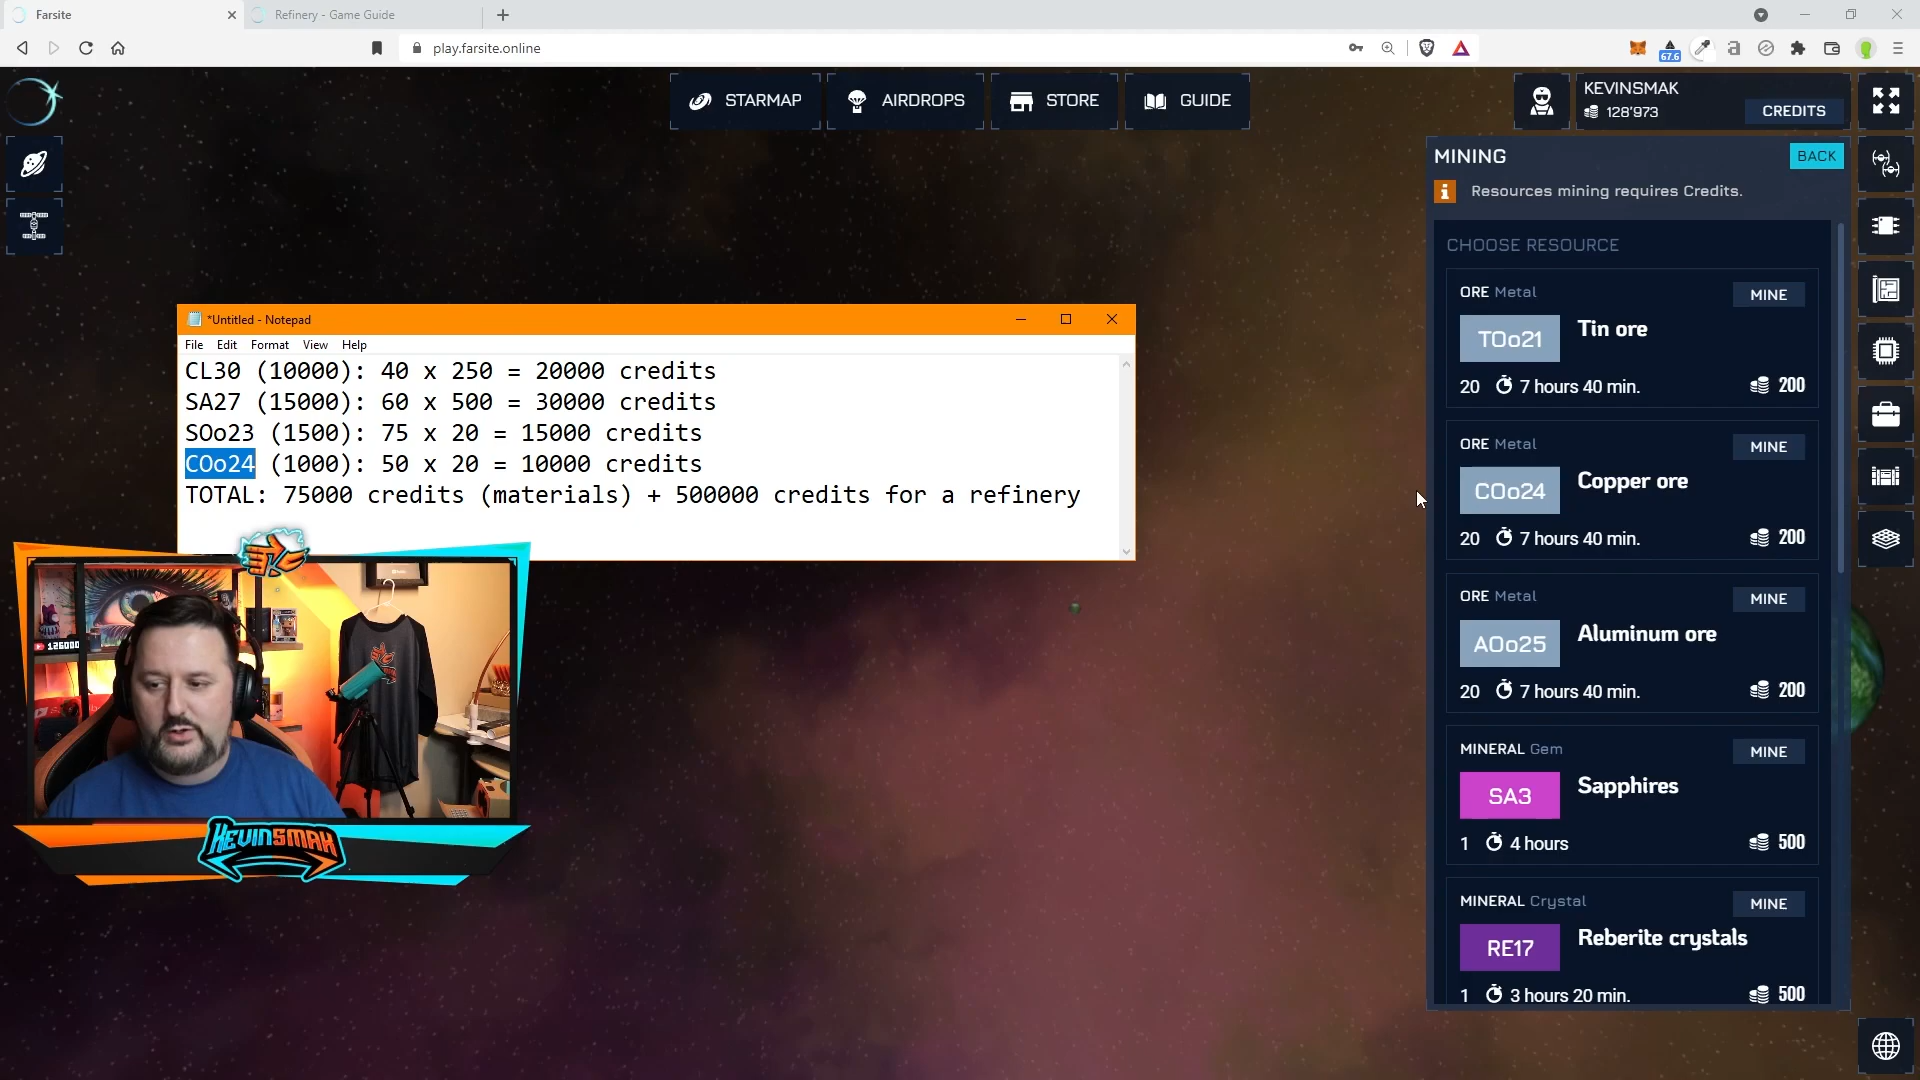 Farsite
Refinery - Game Guide
play.farsite.online
67.6
STARMAP
AIRDROPS
STORE
GUIDE
KEVINSMAK
128'973
CREDITS
MINING
BACK
Resources mining requires Credits.
CHOOSE RESOURCE
ORE Metal
MINE
TOo21
Tin ore
20 7 hours 40 min. 200
ORE Metal
MINE
COo24
Copper ore
20 7 hours 40 min. 200
ORE Metal
MINE
AOo25
Aluminum ore
20 7 hours 40 min. 200
MINERAL Gem
MINE
SA3
Sapphires
1 4 hours 500
MINERAL Crystal
MINE
RE17
Reberite crystals
1 3 hours 20 min. 500
*Untitled - Notepad
File Edit Format View Help
CL30 (10000): 40 x 250 = 20000 credits
SA27 (15000): 60 x 500 = 30000 credits
SOo23 (1500): 75 x 20 = 15000 credits
COo24 (1000): 50 x 20 = 10000 credits
TOTAL: 75000 credits (materials) + 500000 credits for a refinery
126000
KEVINSMAK